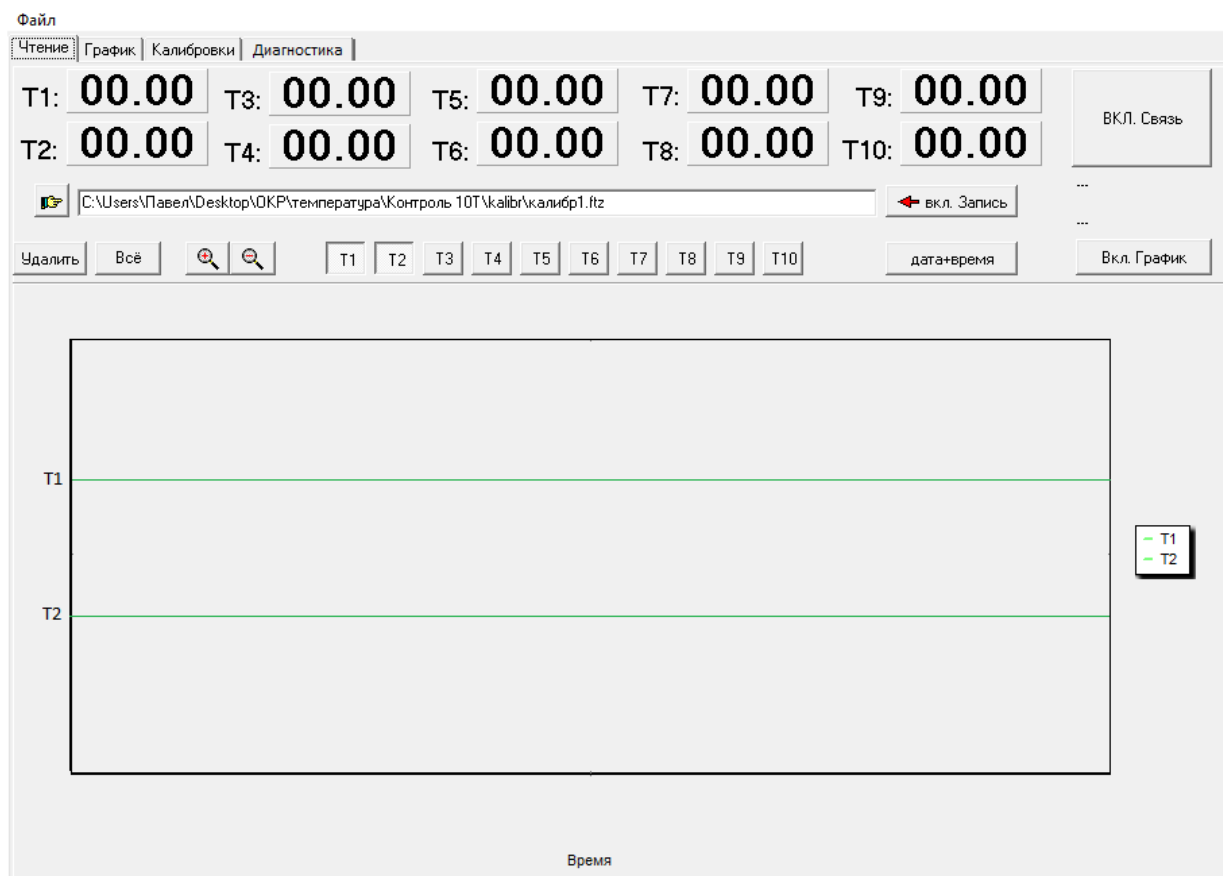 Файл
Чтение График Калибровки Диагностика
T1: 00.00 T3: 00.00 T5: 00.00 T7: 00.00 T9: 00.00
ВКЛ. Связь
T2: 00.00 T4: 00.00 T6: 00.00 T8: 00.00 T10: 00.00
---
C:\Users\Павел\Desktop\ОКР\температура\Контроль 10Т\kalibr\калибр1.ftz вкл. Запись
---
Удалить Всё T1 T2 T3 T4 T5 T6 T7 T8 T9 T10 дата+время Вкл. График
T1
T1
T2
T2
Время